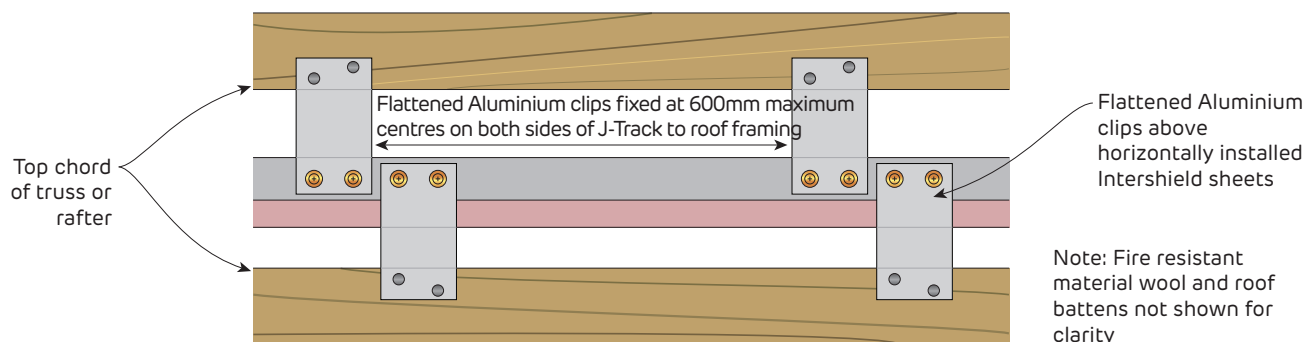 Flattened Aluminium clips fixed at 600mm maximum
centres on both sides of J-Track to roof framing
Top chord
of truss or
rafter
Flattened Aluminium
clips above
horizontally installed
Intershield sheets
Note: Fire resistant
material wool and roof
battens not shown for
clarity